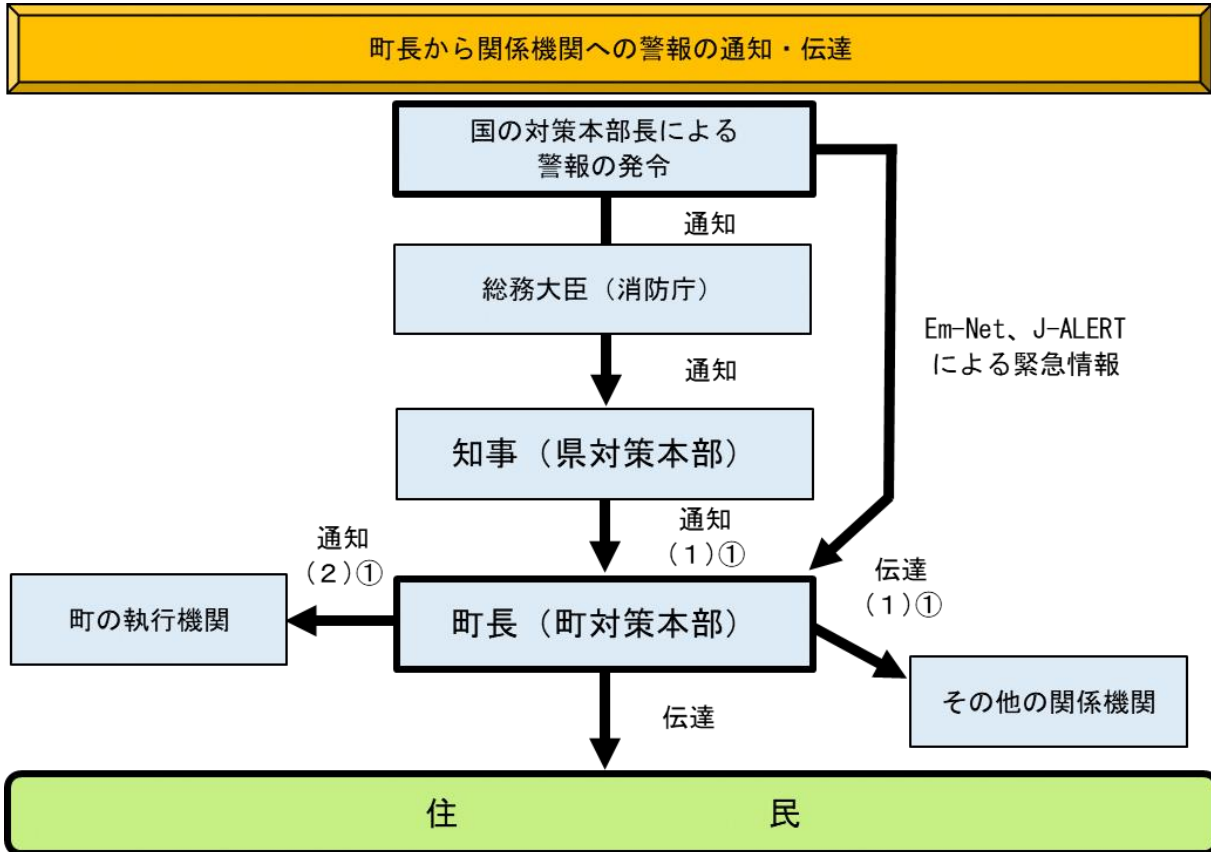 町長から関係機関への警報の通知・伝達
国の対策本部長による
警報の発令
通知
総務大臣（消防庁）
Em-Net、J-ALERT
による緊急情報
通知
知事（県対策本部）
通知
（１）①
通知
（２）①
伝達
（１）①
町の執行機関
町長（町対策本部）
その他の関係機関
伝達
住　民